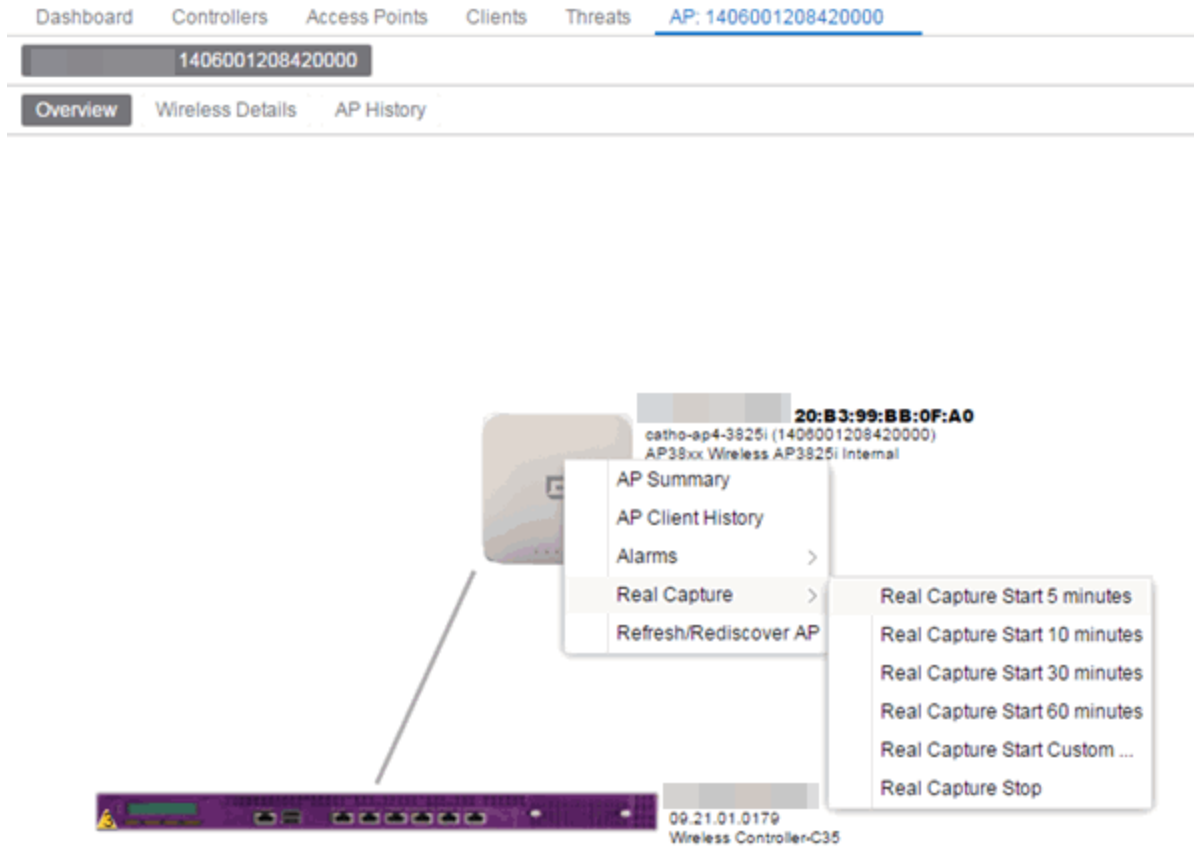 Dashboard Controllers Access Points Clients Threats AP: 1406001208420000
1406001208420000
Overview Wireless Details AP History
20:B3:99:BB:0F:A0
catho-ap4-3825i (1406001208420000)
AP38xx Wireless AP3825i Internal
AP Summary
AP Client History
Alarms
Real Capture
Refresh/Rediscover AP
Real Capture Start 5 minutes
Real Capture Start 10 minutes
Real Capture Start 30 minutes
Real Capture Start 60 minutes
Real Capture Start Custom ...
Real Capture Stop
3
09.21.01.0179
Wireless Controller-C35